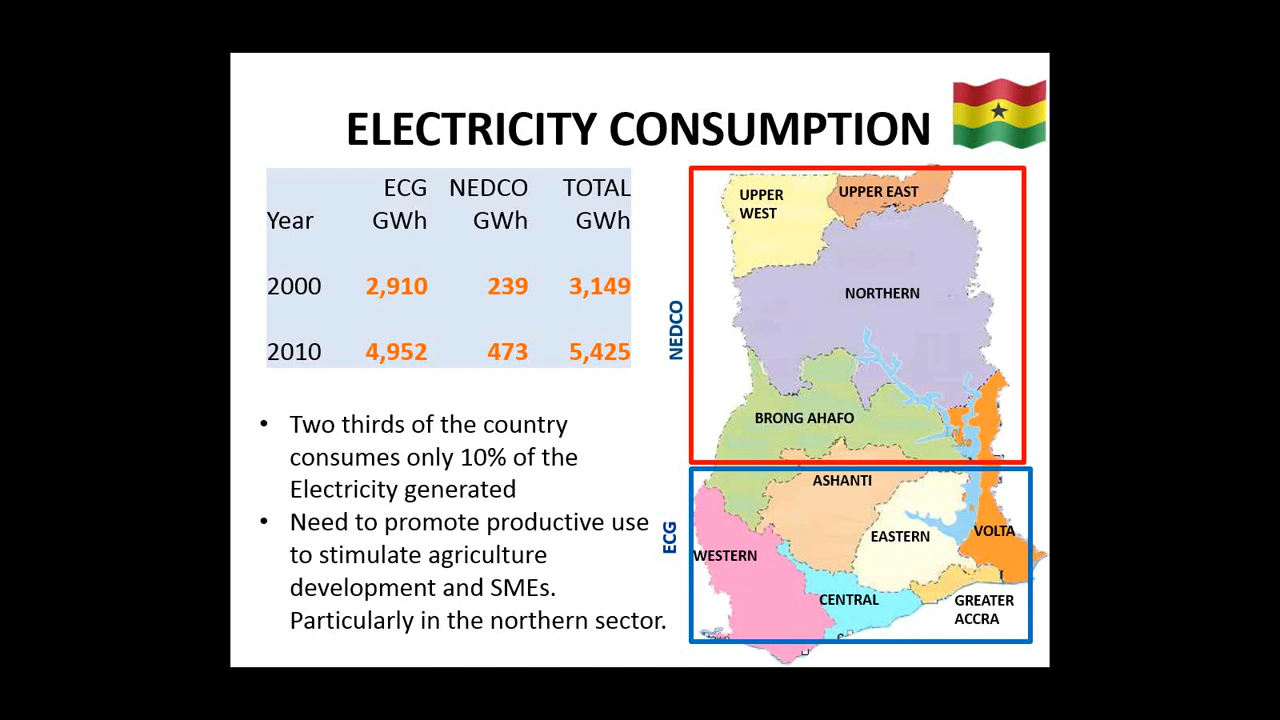 ELECTRICITY CONSUMPTION
ECG NEDCO TOTAL
Year GWh GWh GWh
2000 2,910 239 3,149
2010 4,952 473 5,425
• Two thirds of the country
consumes only 10% of the
Electricity generated
• Need to promote productive use
to stimulate agriculture
development and SMEs.
Particularly in the northern sector.
NEDCO
ECG
UPPER
WEST
UPPER EAST
NORTHERN
BRONG AHAFO
ASHANTI
EASTERN
VOLTA
WESTERN
CENTRAL
GREATER
ACCRA